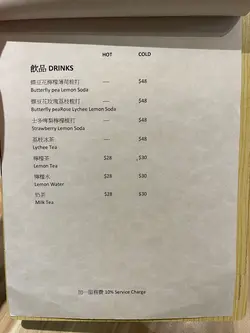 HOT COLD
飲品 DRINKS
蝶豆花檸檬薄荷梳打 — $48
Butterfly pea Lemon Soda
蝶豆花玫瑰荔枝梳打 — $48
Butterfly peaRose Lychee Lemon Soda
士多啤梨檸檬梳打 — $48
Strawberry Lemon Soda
荔枝冰茶 — $48
Lychee Tea
檸檬茶 $28 $30
Lemon Tea
檸檬水 $28 $30
Lemon Water
奶茶 $28 $30
Milk Tea
加一服務費 10% Service Charge